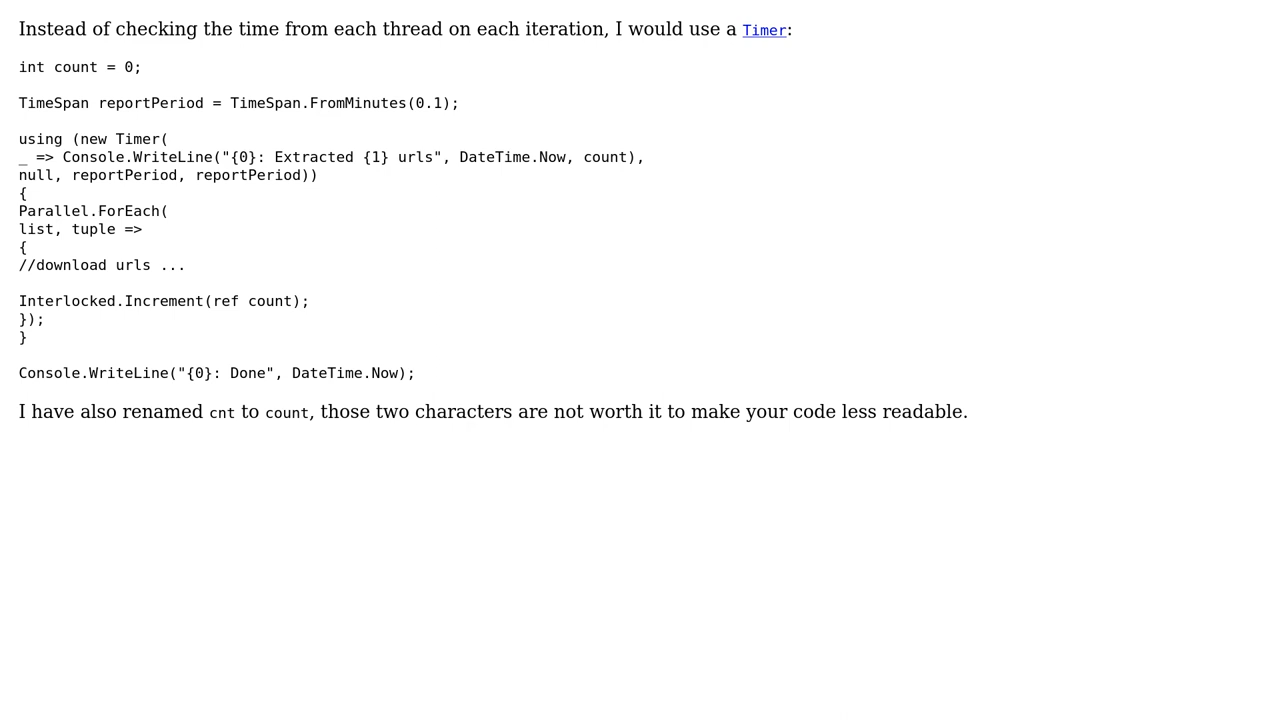 Instead of checking the time from each thread on each iteration, I would use a Timer:
int count = 0;
TimeSpan reportPeriod = TimeSpan.FromMinutes(0.1);
using (new Timer(
_ => Console.WriteLine("{0}: Extracted {1} urls", DateTime.Now, count),
null, reportPeriod, reportPeriod))
{
Parallel.ForEach(
list, tuple =>
{
//download urls ...
Interlocked.Increment(ref count);
});
}
Console.WriteLine("{0}: Done", DateTime.Now);
I have also renamed cnt to count, those two characters are not worth it to make your code less readable.